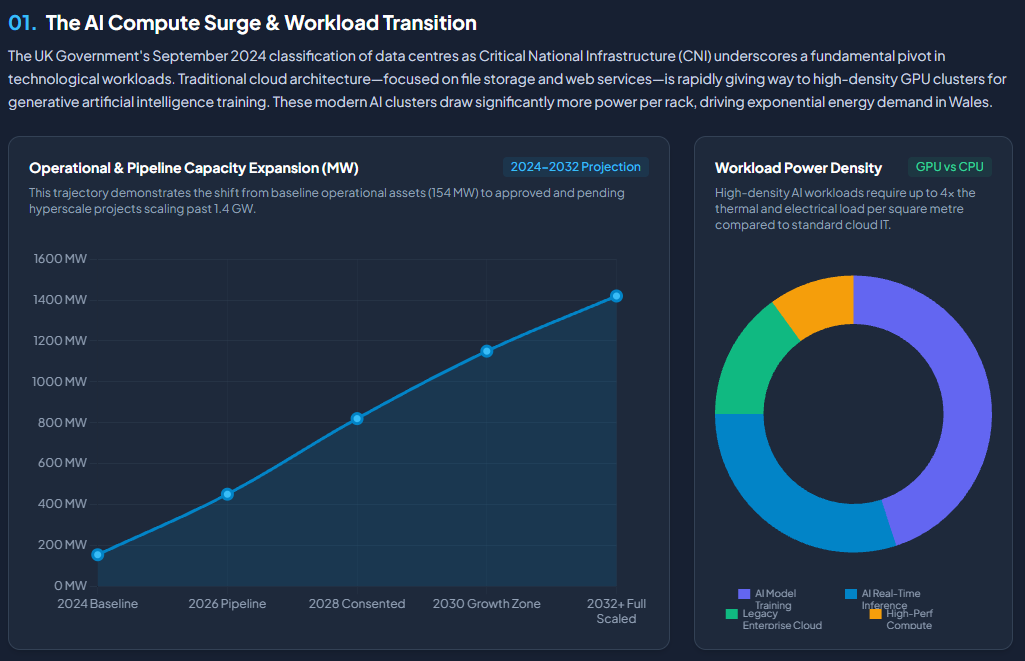 01. The AI Compute Surge & Workload Transition
The UK Government's September 2024 classification of data centres as Critical National Infrastructure (CNI) underscores a fundamental pivot in
technological workloads. Traditional cloud architecture—focused on file storage and web services—is rapidly giving way to high-density GPU clusters for
generative artificial intelligence training. These modern AI clusters draw significantly more power per rack, driving exponential energy demand in Wales.
Operational & Pipeline Capacity Expansion (MW)
2024–2032 Projection
This trajectory demonstrates the shift from baseline operational assets (154 MW) to approved and pending
hyperscale projects scaling past 1.4 GW.
1600 MW
1400 MW
1200 MW
1000 MW
800 MW
600 MW
400 MW
200 MW
0 MW
2024 Baseline
2026 Pipeline
2028 Consented
2030 Growth Zone
2032+ Full
Scaled
Workload Power Density
GPU vs CPU
High-density AI workloads require up to 4x the
thermal and electrical load per square metre
compared to standard cloud IT.
AI Model
Training
AI Real-Time
Inference
Legacy
Enterprise Cloud
High-Perf
Compute